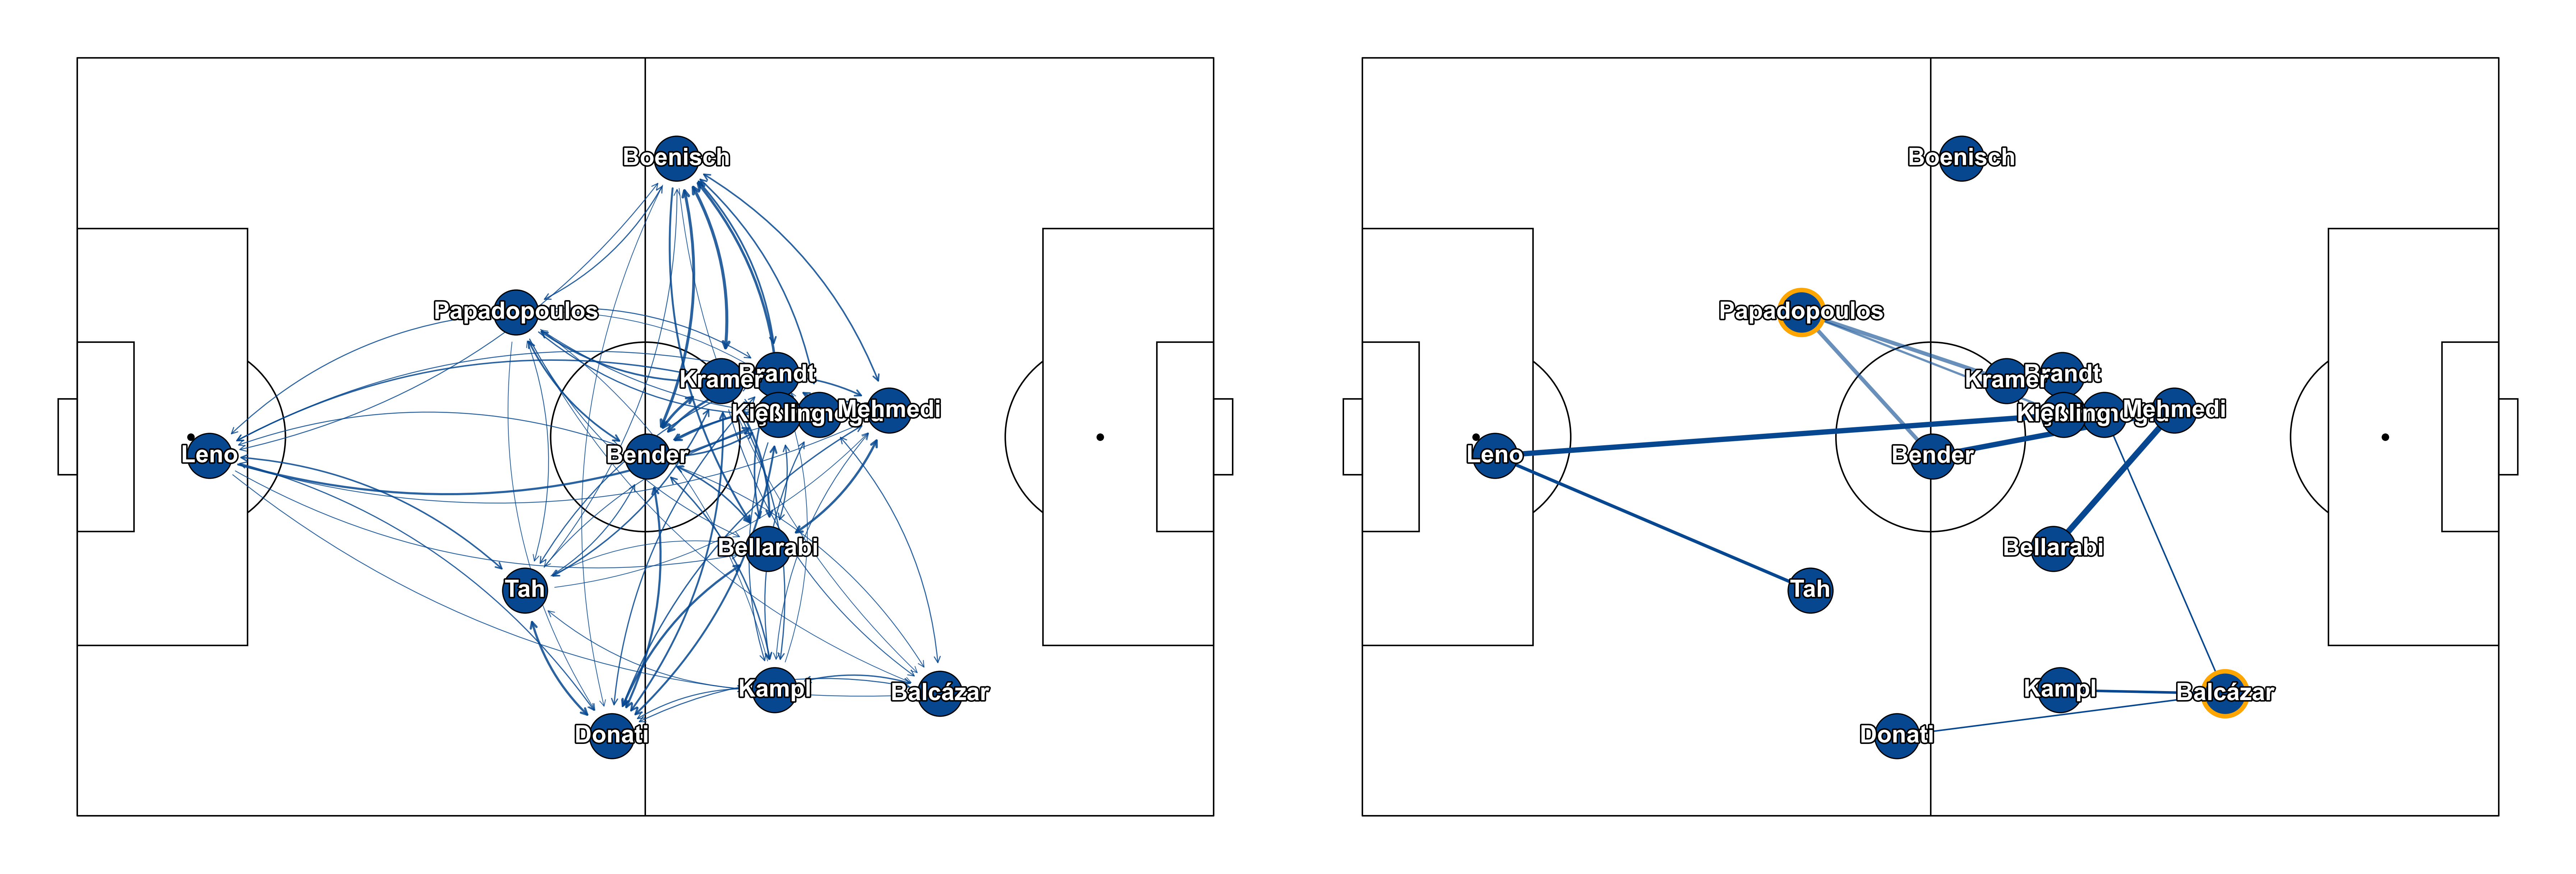 Boenisch
Papadopoulos
Kramer
Brandt
Kießling
Mehmedi
Leno
Bender
Bellarabi
Tah
Kampl
Balcázar
Donati
Boenisch
Papadopoulos
Kramer
Brandt
Kießling
Mehmedi
Leno
Bender
Bellarabi
Tah
Kampl
Balcázar
Donati